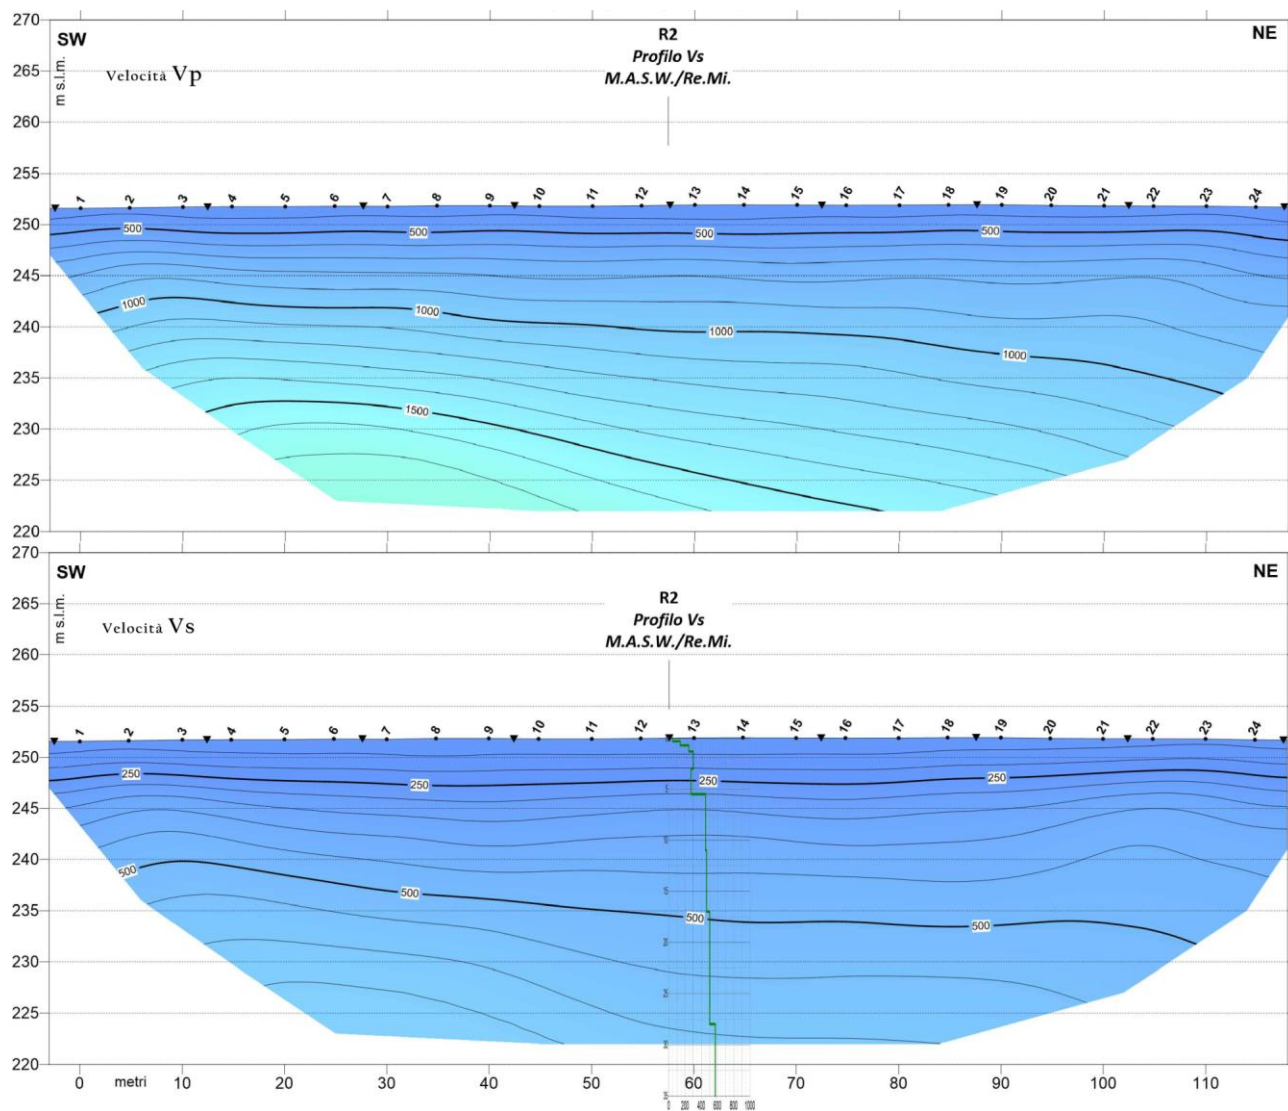 270
SW
R2
NE
Profilo Vs
265
Velocità Vp
M.A.S.W./Re.Mi.
m s.l.m.
260
255
1 2 3 4 5 6 7 8 9 10 11 12 13 14 15 16 17 18 19 20 21 22 23 24
250
500 500 500 500
245
1000 1000 1000 1000
240
235
1500
230
225
220
270
SW
R2
NE
Profilo Vs
265
Velocità Vs
M.A.S.W./Re.Mi.
m s.l.m.
260
255
1 2 3 4 5 6 7 8 9 10 11 12 13 14 15 16 17 18 19 20 21 22 23 24
250
250 250 250 250
245
240
500 500 500 500
235
230
225
220
0 metri 10 20 30 40 50 60 70 80 90 100 110
0 200 400 600 800 1000